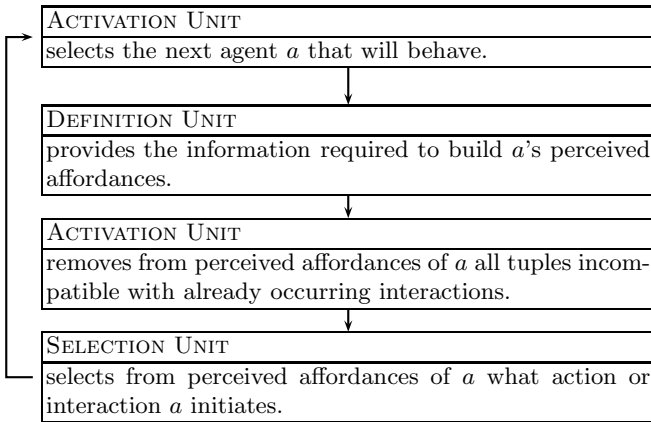 ACTIVATION UNIT
selects the next agent a that will behave.
DEFINITION UNIT
provides the information required to build a's perceived
affordances.
ACTIVATION UNIT
removes from perceived affordances of a all tuples incom-
patible with already occurring interactions.
SELECTION UNIT
selects from perceived affordances of a what action or
interaction a initiates.